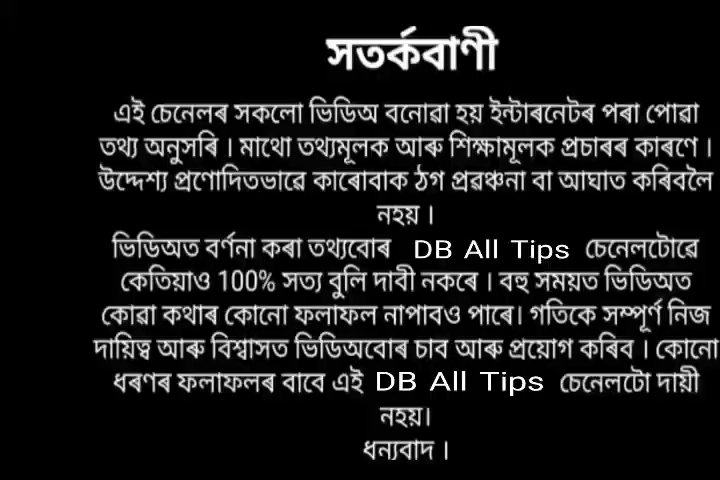 সতৰ্কবাণী
এই চেনেলৰ সকলো ভিডিঅ বনোৱা হয় ইন্টাৰনেটৰ পৰা পোৱা
তথ্য অনুসৰি । মাথো তথ্যমূলক আৰু শিক্ষামূলক প্ৰচাৰৰ কাৰণে ।
উদ্দেশ্য প্ৰণোদিতভাৱে কাৰোবাক ঠগ প্ৰৱঞ্চনা বা আঘাত কৰিবলৈ
নহয় ।
ভিডিঅত বৰ্ণনা কৰা তথ্যবোৰ DB All Tips চেনেলটোৱে
কেতিয়াও 100% সত্য বুলি দাবী নকৰে । বহু সময়ত ভিডিঅত
কোৱা কথাৰ কোনো ফলাফল নাপাবও পাৰে। গতিকে সম্পূৰ্ণ নিজ
দায়িত্ব আৰু বিশ্বাসত ভিডিঅবোৰ চাব আৰু প্ৰয়োগ কৰিব । কোনো
ধৰণৰ ফলাফলৰ বাবে এই DB All Tips চেনেলটো দায়ী
নহয়।
ধন্যবাদ ।